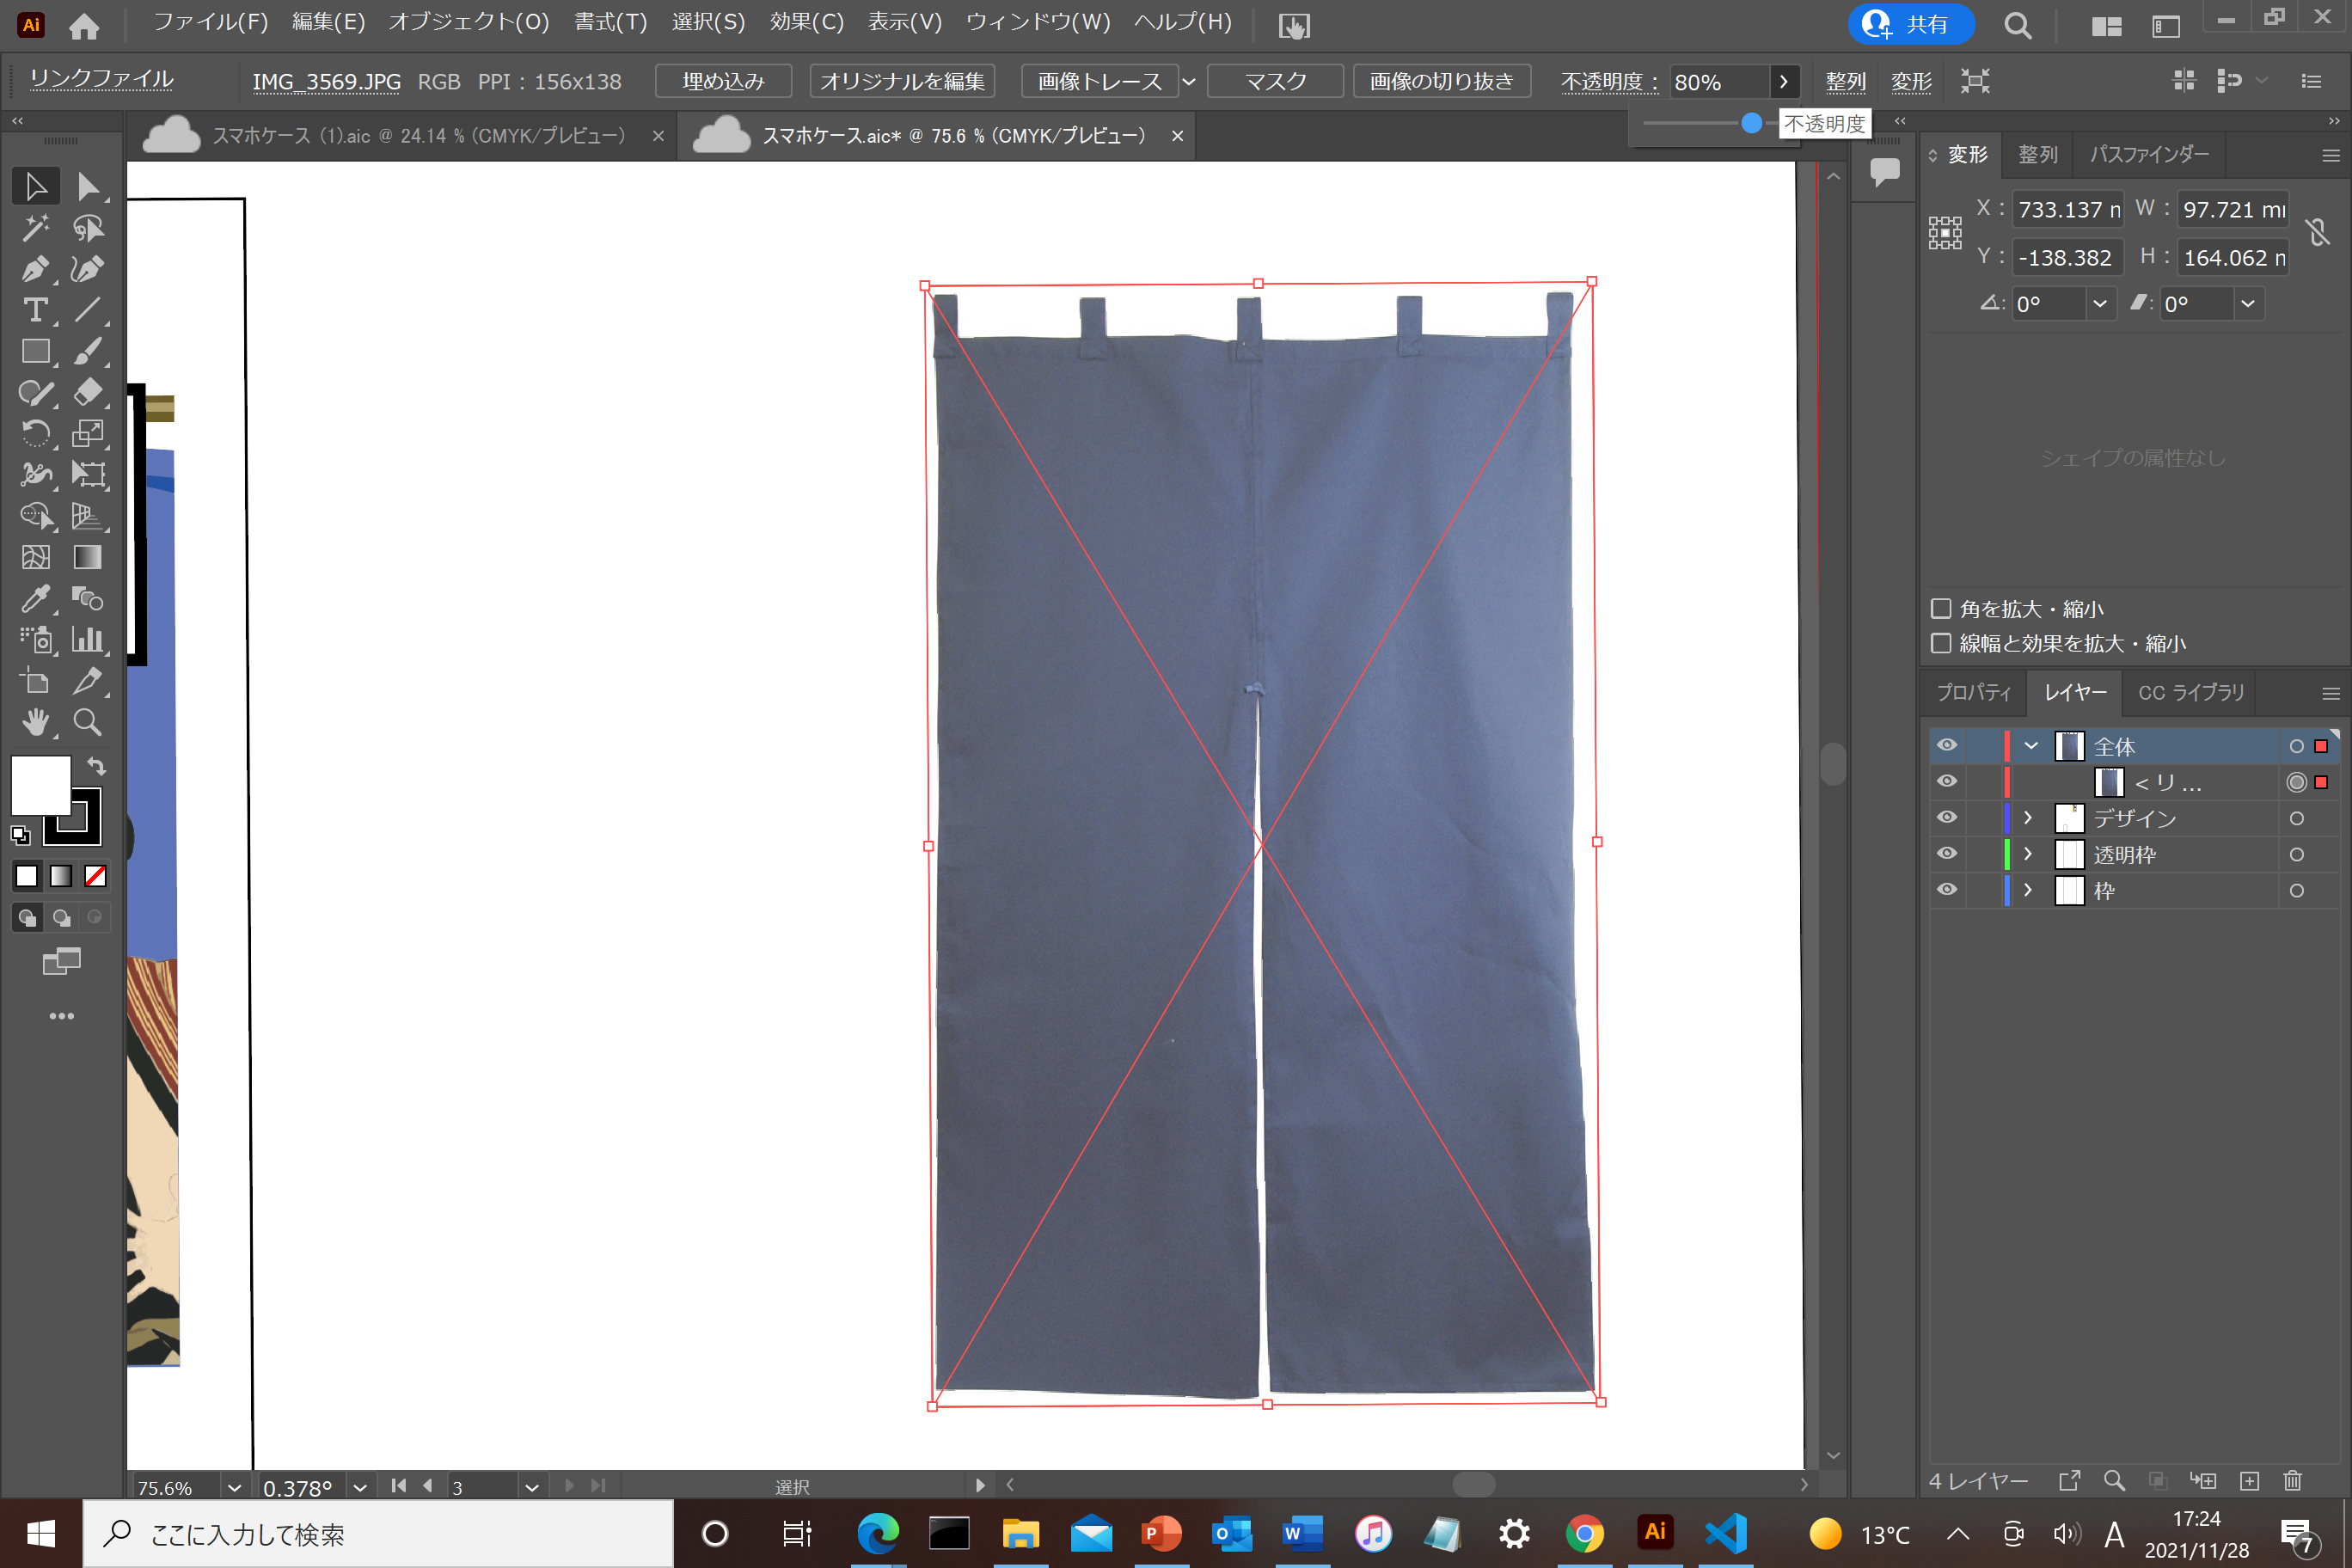 Ai ファイル(F) 編集(E) オブジェクト(O) 書式(T) 選択(S) 効果(C) 表示(V) ウィンドウ(W) ヘルプ(H) 共有
リンクファイル IMG_3569.JPG RGB PPI : 156x138 埋め込み オリジナルを編集 画像トレース マスク 画像の切り抜き 不透明度 : 80% 整列 変形
スマホケース (1).aic @ 24.14 % (CMYK/プレビュー) スマホケース.aic* @ 75.6 % (CMYK/プレビュー) 不透明度
変形 整列 パスファインダー
X : 733.137 W : 97.721
Y : -138.382 H : 164.062
0° 0°
シェイプの属性なし
角を拡大・縮小
線幅と効果を拡大・縮小
プロパティ レイヤー CC ライブラリ
全体
< リ ...
デザイン
透明枠
枠
4 レイヤー
75.6% 0.378° 3 選択
ここに入力して検索
P O W Ai
13°C A
17:24
2021/11/28
7